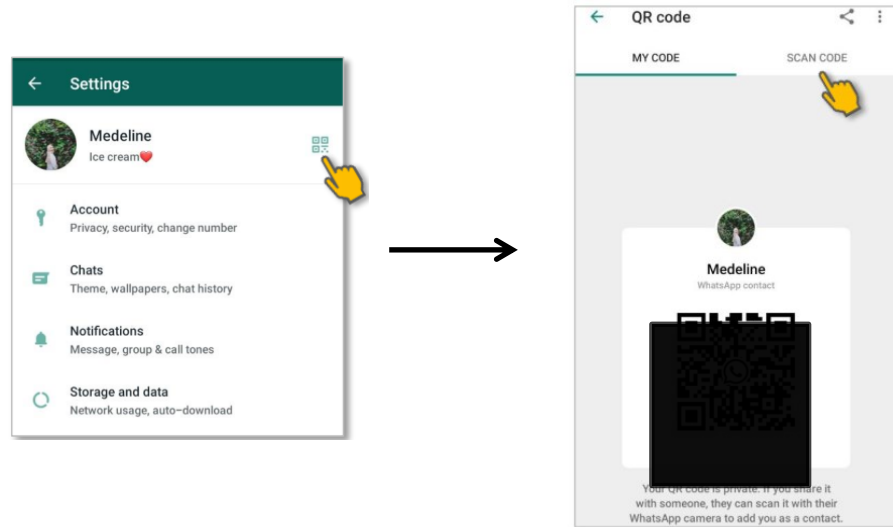 Settings
Medeline
Ice cream❤️
Account
Privacy, security, change number
Chats
Theme, wallpapers, chat history
Notifications
Message, group & call tones
Storage and data
Network usage, auto-download
QR code
MY CODE
SCAN CODE
Medeline
WhatsApp contact
Your QR code is private. If you share it
with someone, they can scan it with their
WhatsApp camera to add you as a contact.